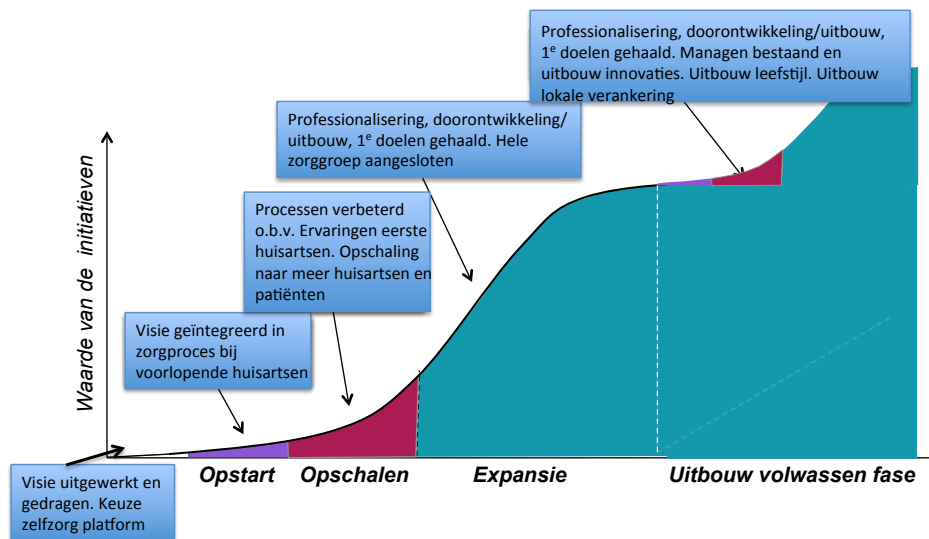 Professionalisering, doorontwikkeling/uitbouw,
1e doelen gehaald. Managen bestaand en
uitbouw innovaties. Uitbouw leefstijl. Uitbouw
lokale verankering
Professionalisering, doorontwikkeling/
uitbouw, 1e doelen gehaald. Hele
zorggroep aangesloten
Processen verbeterd
o.b.v. Ervaringen eerste
huisartsen. Opschaling
naar meer huisartsen en
patiënten
Visie geïntegreerd in
zorgproces bij
voorlopende huisartsen
Visie uitgewerkt en
gedragen. Keuze
zelfzorg platform
Waarde van de initiatieven
Opstart
Opschalen
Expansie
Uitbouw volwassen fase